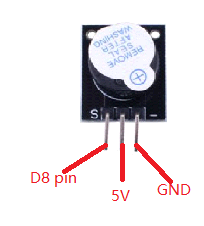 REMOVE
SEAL
AFTER
WASHING
+
S
-
D8 pin
5V
GND